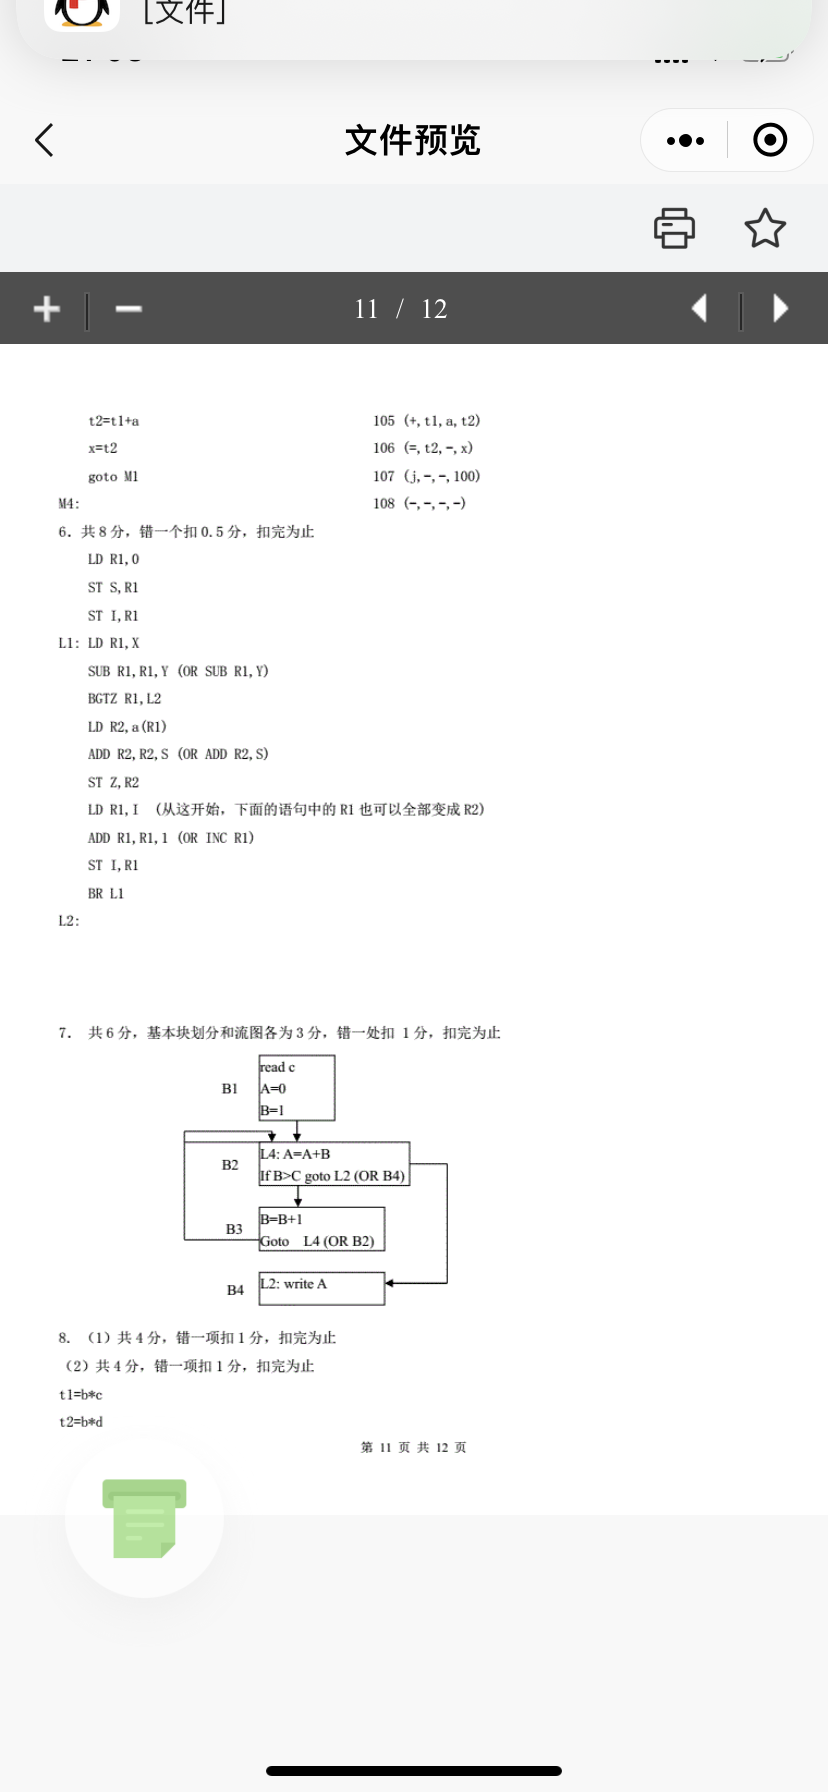 [文件]
文件预览
11 / 12
t2=t1+a 105 (+,t1,a,t2)
x=t2 106 (=,t2,-,x)
goto M1 107 (j,-,-,100)
M4: 108 (-,-,-,-)
6. 共 8 分，错一个扣 0.5 分，扣完为止
LD R1,0
ST S,R1
ST I,R1
L1: LD R1,X
SUB R1,R1,Y (OR SUB R1,Y)
BGTZ R1,L2
LD R2,a(R1)
ADD R2,R2,S (OR ADD R2,S)
ST Z,R2
LD R1,I （从这开始，下面的语句中的 R1 也可以全部变成 R2）
ADD R1,R1,1 (OR INC R1)
ST I,R1
BR L1
L2:
7. 共 6 分，基本块划分和流图各为 3 分，错一处扣 1 分，扣完为止
read c
B1 A=0
B=1
L4: A=A+B
B2
If B>C goto L2 (OR B4)
B=B+1
B3
Goto L4 (OR B2)
B4 L2: write A
8. （1）共 4 分，错一项扣 1 分，扣完为止
（2）共 4 分，错一项扣 1 分，扣完为止
t1=b*c
t2=b*d
第 11 页 共 12 页